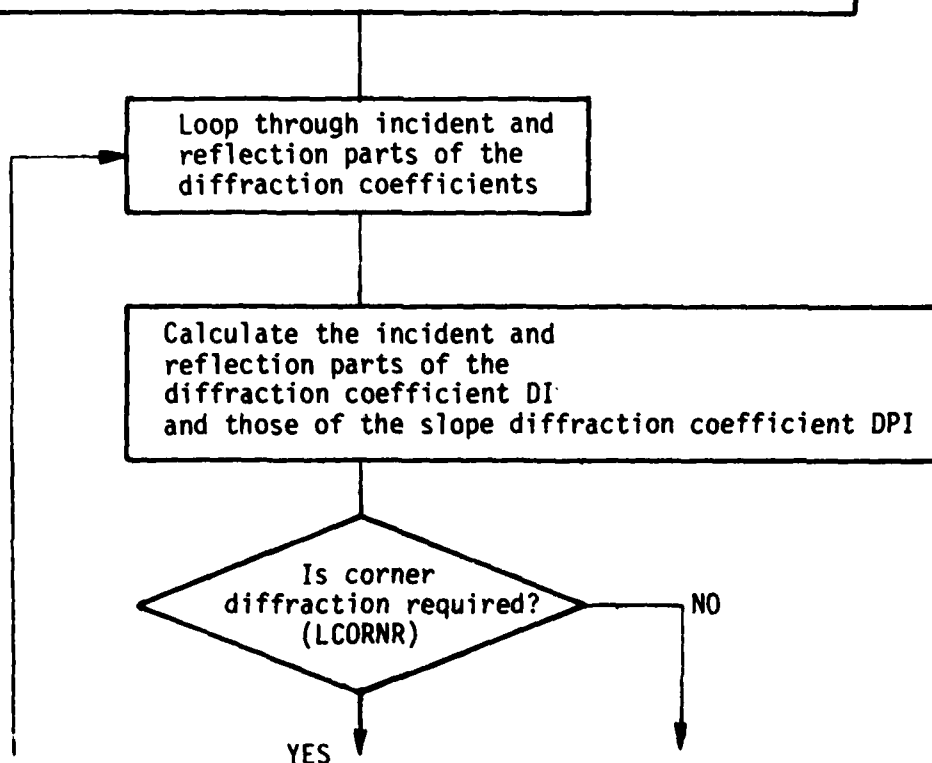 Loop through incident and
reflection parts of the
diffraction coefficients
Calculate the incident and
reflection parts of the
diffraction coefficient DI
and those of the slope diffraction coefficient DPI
Is corner
diffraction required?
(LCORNR)
NO
YES